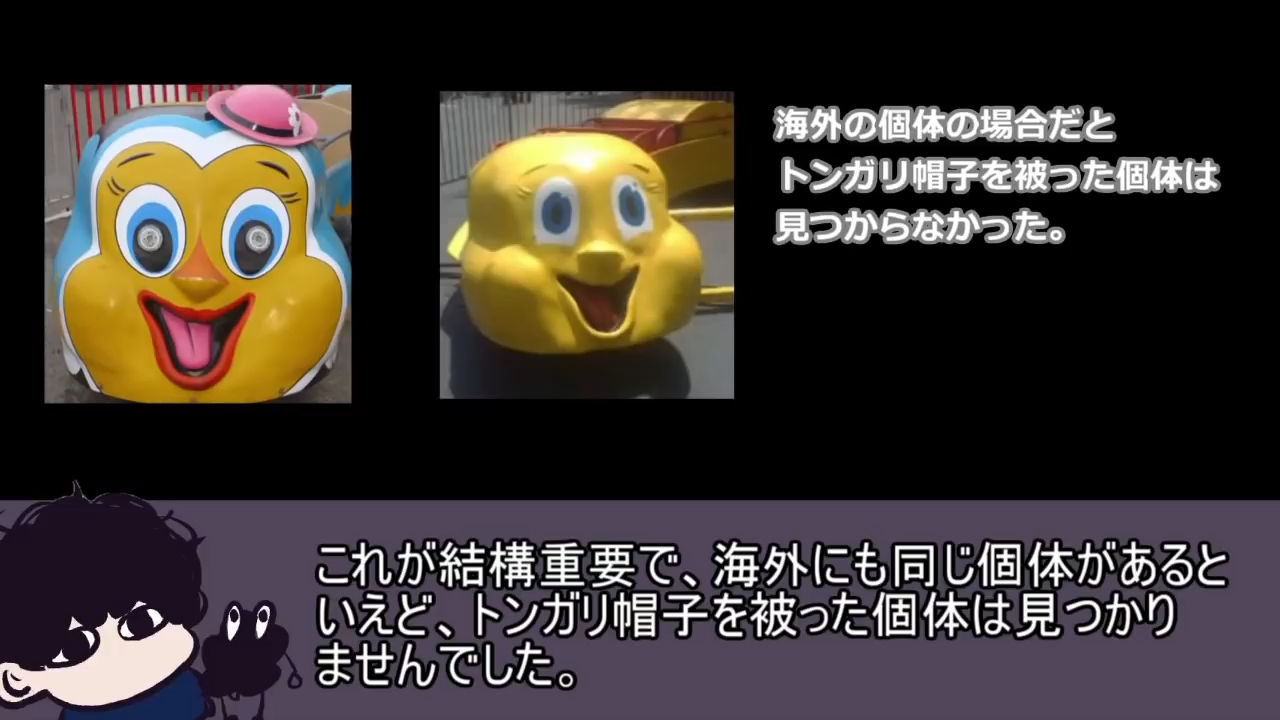 海外の個体の場合だと
トンガリ帽子を被った個体は
見つからなかった。
これが結構重要で、海外にも同じ個体があると
いえど、トンガリ帽子を被った個体は見つかり
ませんでした。